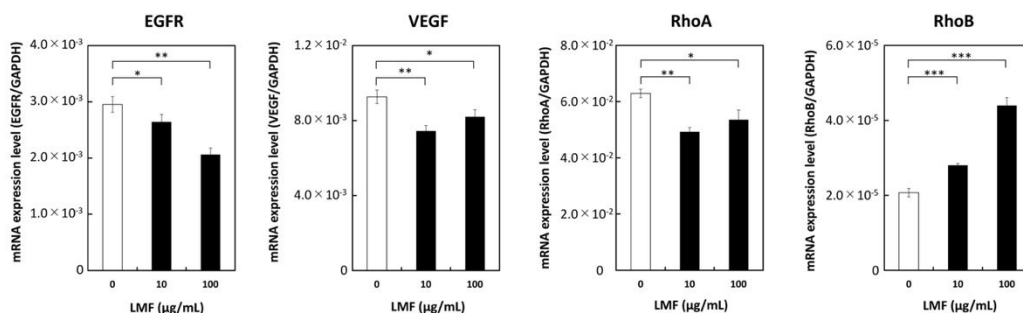 EGFR
mRNA expression level (EGFR/GAPDH)
4.0×10⁻³
3.0×10⁻³
2.0×10⁻³
1.0×10⁻³
0
**
*
0 10 100
LMF (μg/mL)
VEGF
mRNA expression level (VEGF/GAPDH)
1.2×10⁻²
8.0×10⁻³
4.0×10⁻³
0
*
**
0 10 100
LMF (μg/mL)
RhoA
mRNA expression level (RhoA/GAPDH)
8.0×10⁻²
6.0×10⁻²
4.0×10⁻²
2.0×10⁻²
0
*
**
0 10 100
LMF (μg/mL)
RhoB
mRNA expression level (RhoB/GAPDH)
6.0×10⁻⁵
4.0×10⁻⁵
2.0×10⁻⁵
0
***
***
0 10 100
LMF (μg/mL)